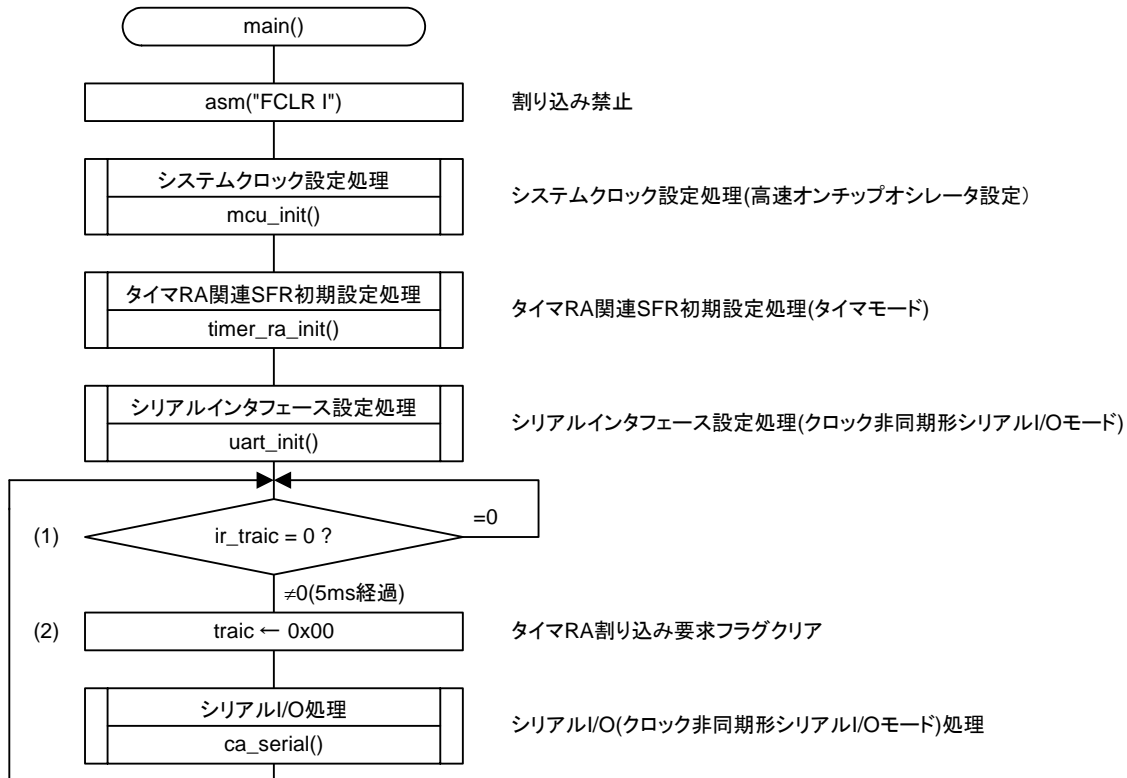 main()
asm("FCLR I")
割り込み禁止
システムクロック設定処理
mcu_init()
システムクロック設定処理(高速オンチップオシレータ設定)
タイマRA関連SFR初期設定処理
timer_ra_init()
タイマRA関連SFR初期設定処理(タイマモード)
シリアルインタフェース設定処理
uart_init()
シリアルインタフェース設定処理(クロック非同期形シリアルI/Oモード)
(1)
ir_traic = 0 ?
=0
≠0(5ms経過)
(2)
traic ← 0x00
タイマRA割り込み要求フラグクリア
シリアルI/O処理
ca_serial()
シリアルI/O(クロック非同期形シリアルI/Oモード)処理